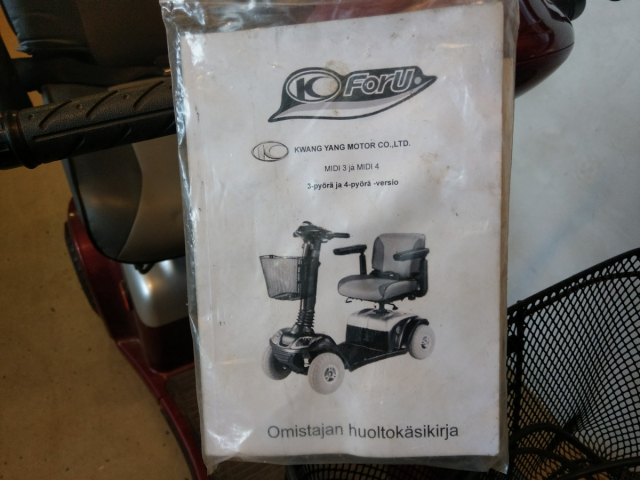 KC ForU
KC KWANG YANG MOTOR CO.,LTD.
MIDI 3 ja MIDI 4
3-pyörä ja 4-pyörä -versio
Omistajan huoltokäsikirja